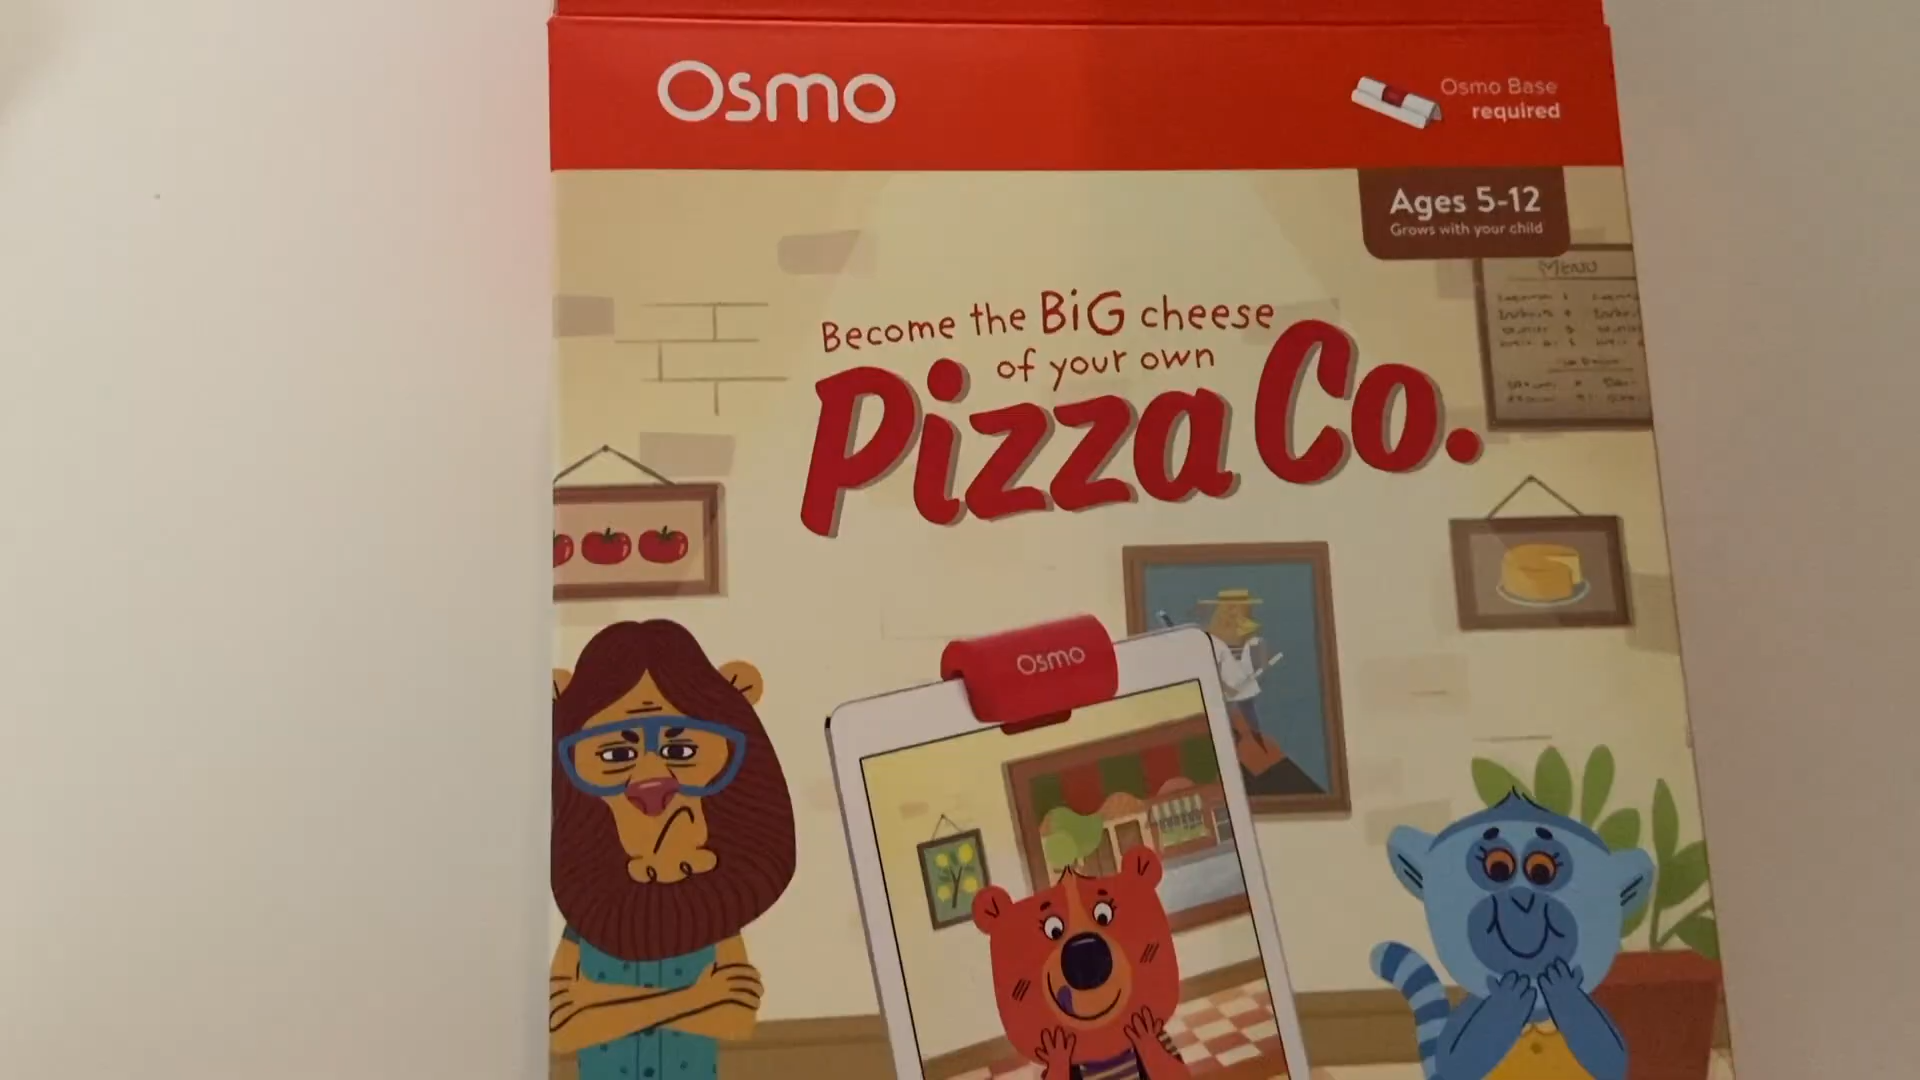 Osmo
Osmo Base
required
Ages 5-12
Grows with your child
Menu
Become the BiG cheese
of your own
Pizza Co.
osmo